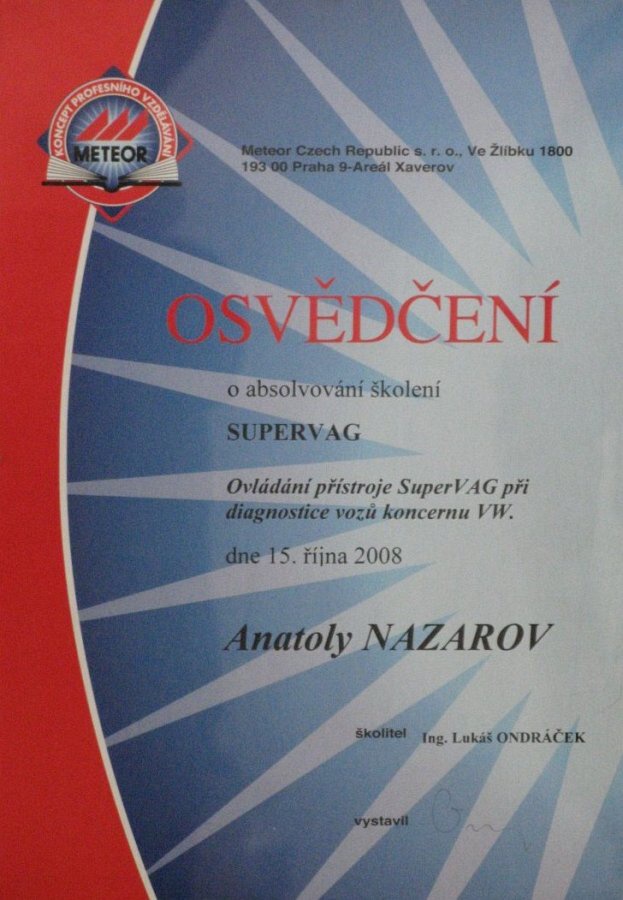 KONCEPT PROFESNÍHO VZDĚLÁVÁNÍ
METEOR
Meteor Czech Republic s. r. o., Ve Žlíbku 1800
193 00 Praha 9-Areál Xaverov
OSVĚDČENÍ
o absolvování školení
SUPERVAG
Ovládání přístroje SuperVAG při
diagnostice vozů koncernu VW.
dne 15. října 2008
Anatoly NAZAROV
školitel Ing. Lukáš ONDRÁČEK
vystavil